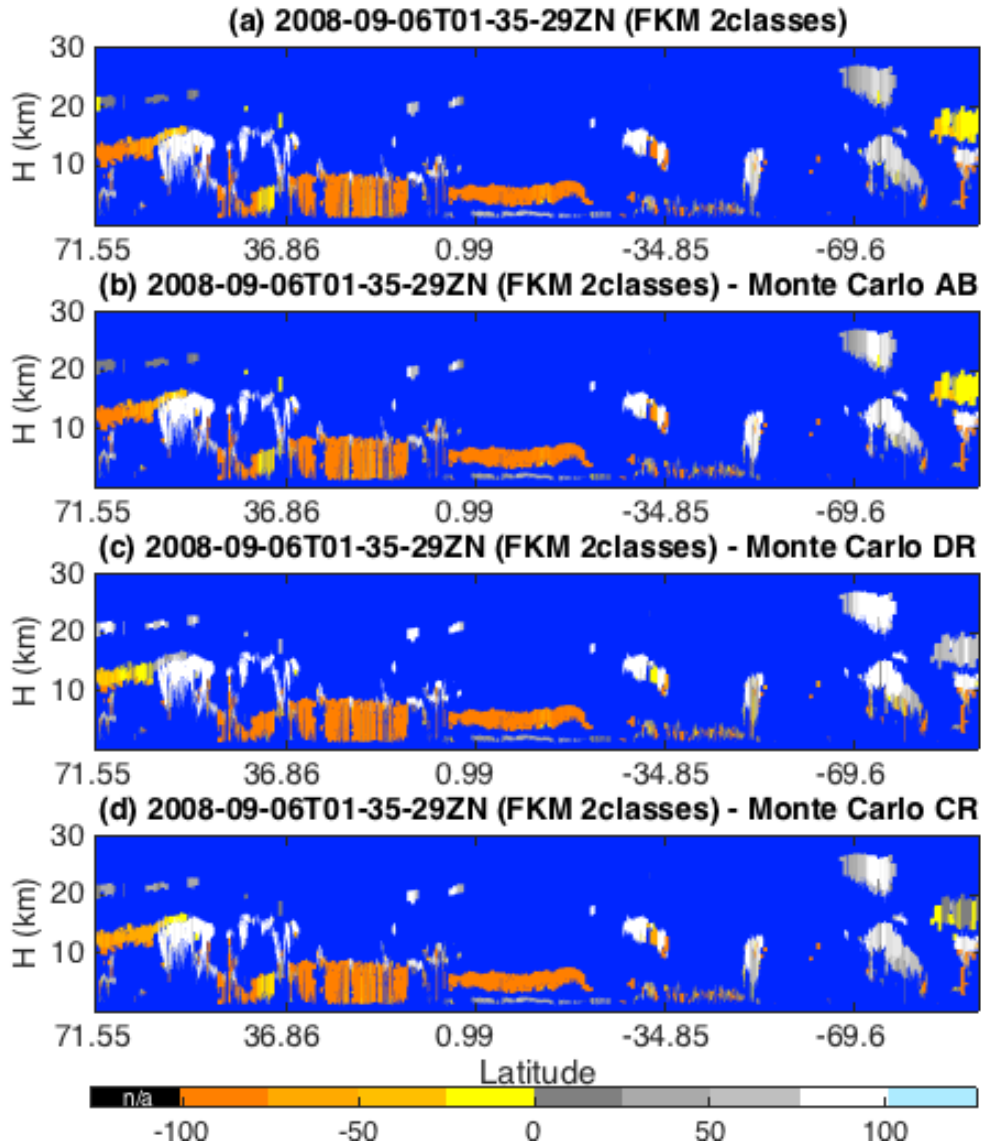 (a) 2008-09-06T01-35-29ZN (FKM 2classes)
30
20
10
H (km)
71.55 36.86 0.99 -34.85 -69.6
(b) 2008-09-06T01-35-29ZN (FKM 2classes) - Monte Carlo AB
30
20
10
H (km)
71.55 36.86 0.99 -34.85 -69.6
(c) 2008-09-06T01-35-29ZN (FKM 2classes) - Monte Carlo DR
30
20
10
H (km)
71.55 36.86 0.99 -34.85 -69.6
(d) 2008-09-06T01-35-29ZN (FKM 2classes) - Monte Carlo CR
30
20
10
H (km)
71.55 36.86 0.99 -34.85 -69.6
Latitude
n/a
-100 -50 0 50 100